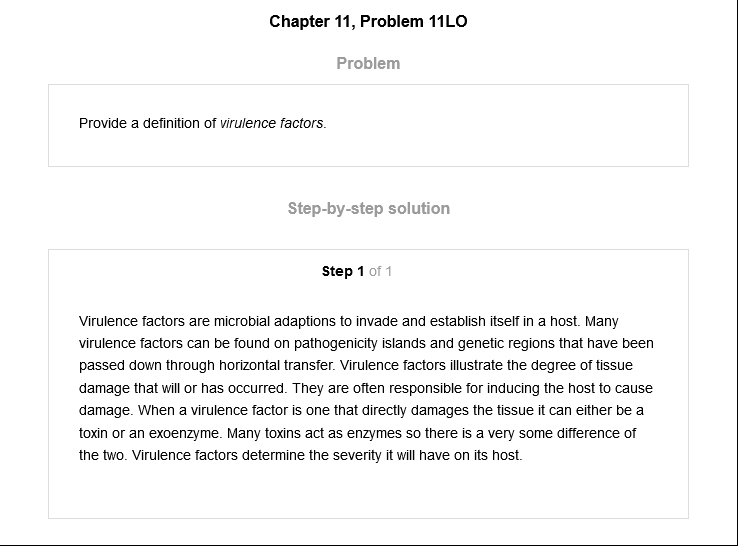 Chapter 11, Problem 11LO
Problem
Provide a definition of virulence factors.
Step-by-step solution
Step 1 of 1
Virulence factors are microbial adaptions to invade and establish itself in a host. Many
virulence factors can be found on pathogenicity islands and genetic regions that have been
passed down through horizontal transfer. Virulence factors illustrate the degree of tissue
damage that will or has occurred. They are often responsible for inducing the host to cause
damage. When a virulence factor is one that directly damages the tissue it can either be a
toxin or an exoenzyme. Many toxins act as enzymes so there is a very some difference of
the two. Virulence factors determine the severity it will have on its host.